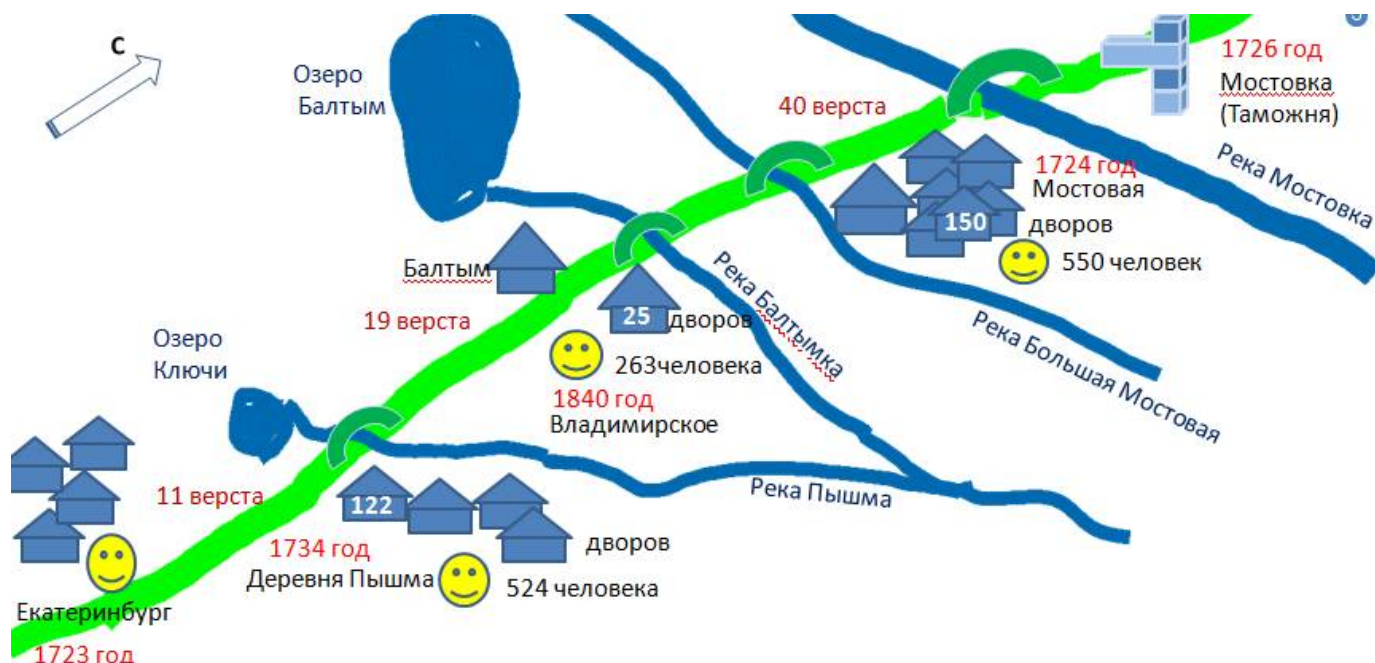 С
Озеро
Балтым
40 верста
1726 год
Мостовка
(Таможня)
Река Мостовка
1724 год
Мостовая
150 дворов
550 человек
Балтым
19 верста
25 дворов
263человека
1840 год
Владимирское
Река Балтымка
Река Большая Мостовая
Озеро
Ключи
11 верста
122
дворов
1734 год
Деревня Пышма
524 человека
Река Пышма
Екатеринбург
1723 год